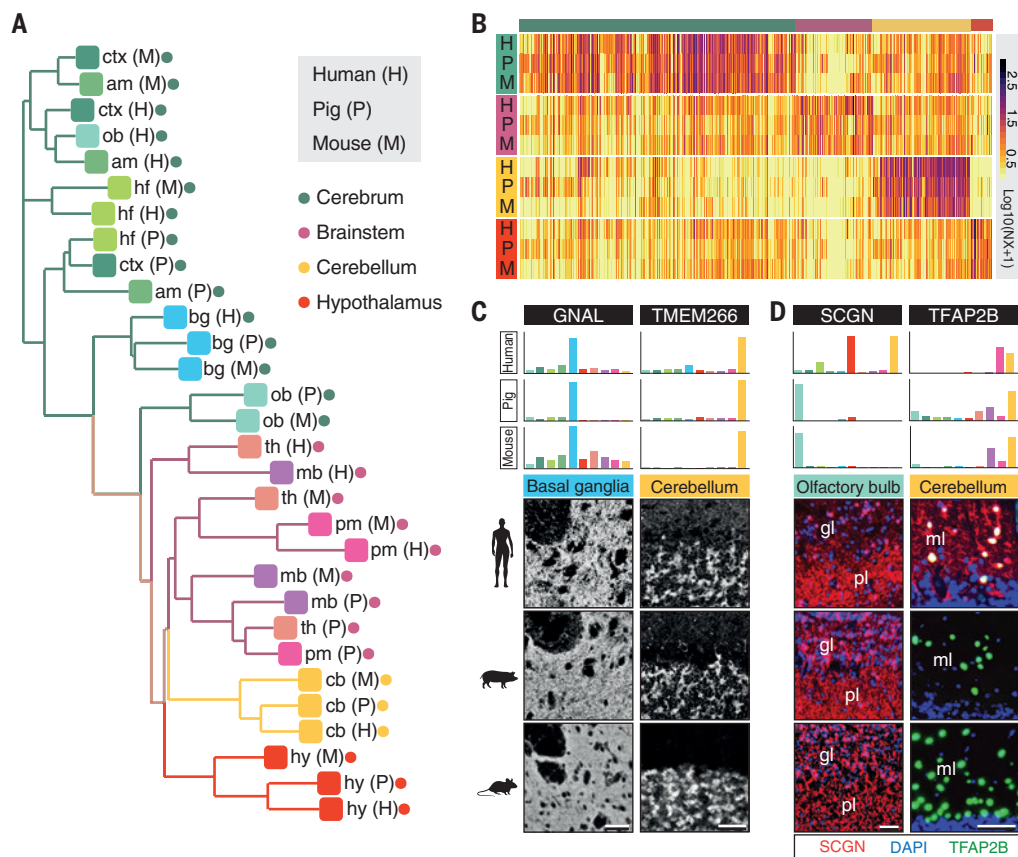 A
ctx (M)
am (M)
ctx (H)
ob (H)
am (H)
hf (M)
hf (H)
hf (P)
ctx (P)
am (P)
bg (H)
bg (P)
bg (M)
ob (P)
ob (M)
th (H)
mb (H)
th (M)
pm (M)
pm (H)
mb (M)
mb (P)
th (P)
pm (P)
cb (M)
cb (P)
cb (H)
hy (M)
hy (P)
hy (H)
Human (H)
Pig (P)
Mouse (M)
Cerebrum
Brainstem
Cerebellum
Hypothalamus
B
H
P
M
H
P
M
H
P
M
H
P
M
2.5
1.5
0.5
Log10(NX+1)
C
GNAL
TMEM266
Human
Pig
Mouse
Basal ganglia
Cerebellum
D
SCGN
TFAP2B
Olfactory bulb
Cerebellum
gl
pl
ml
gl
pl
ml
gl
pl
ml
SCGN
DAPI
TFAP2B